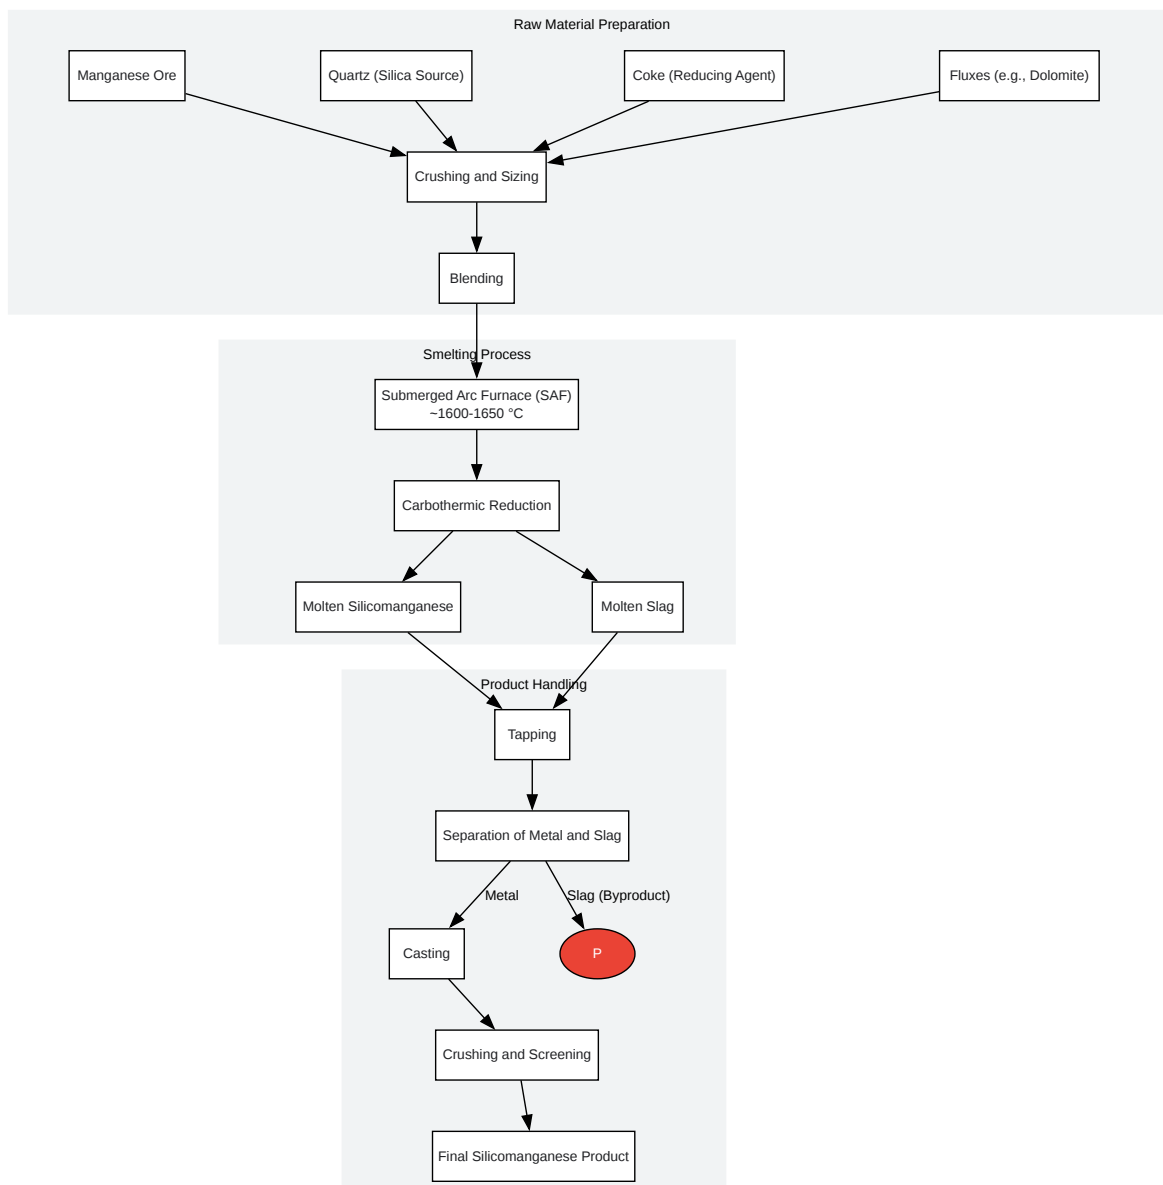 Raw Material Preparation
Manganese Ore
Quartz (Silica Source)
Coke (Reducing Agent)
Fluxes (e.g., Dolomite)
Crushing and Sizing
Blending
Smelting Process
Submerged Arc Furnace (SAF)
~1600-1650 °C
Carbothermic Reduction
Molten Silicomanganese
Molten Slag
Product Handling
Tapping
Separation of Metal and Slag
Metal
Slag (Byproduct)
Casting
P
Crushing and Screening
Final Silicomanganese Product